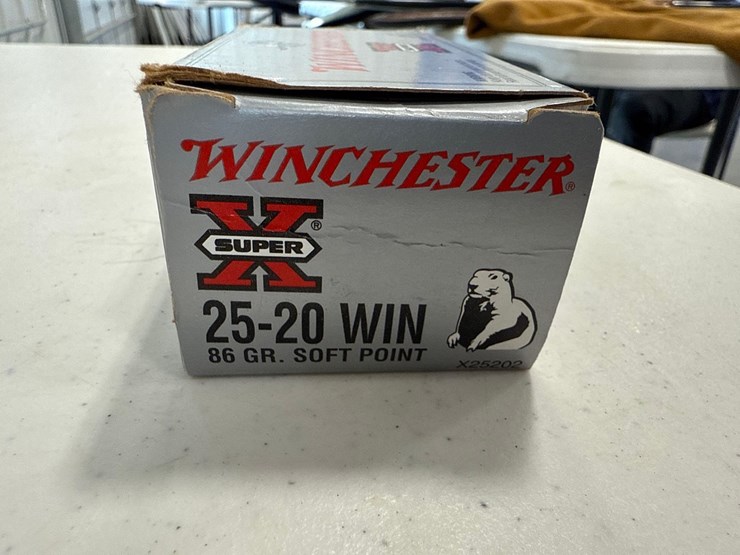 WINCHESTER®
X ®
SUPER
25-20 WIN
86 GR. SOFT POINT
X25202